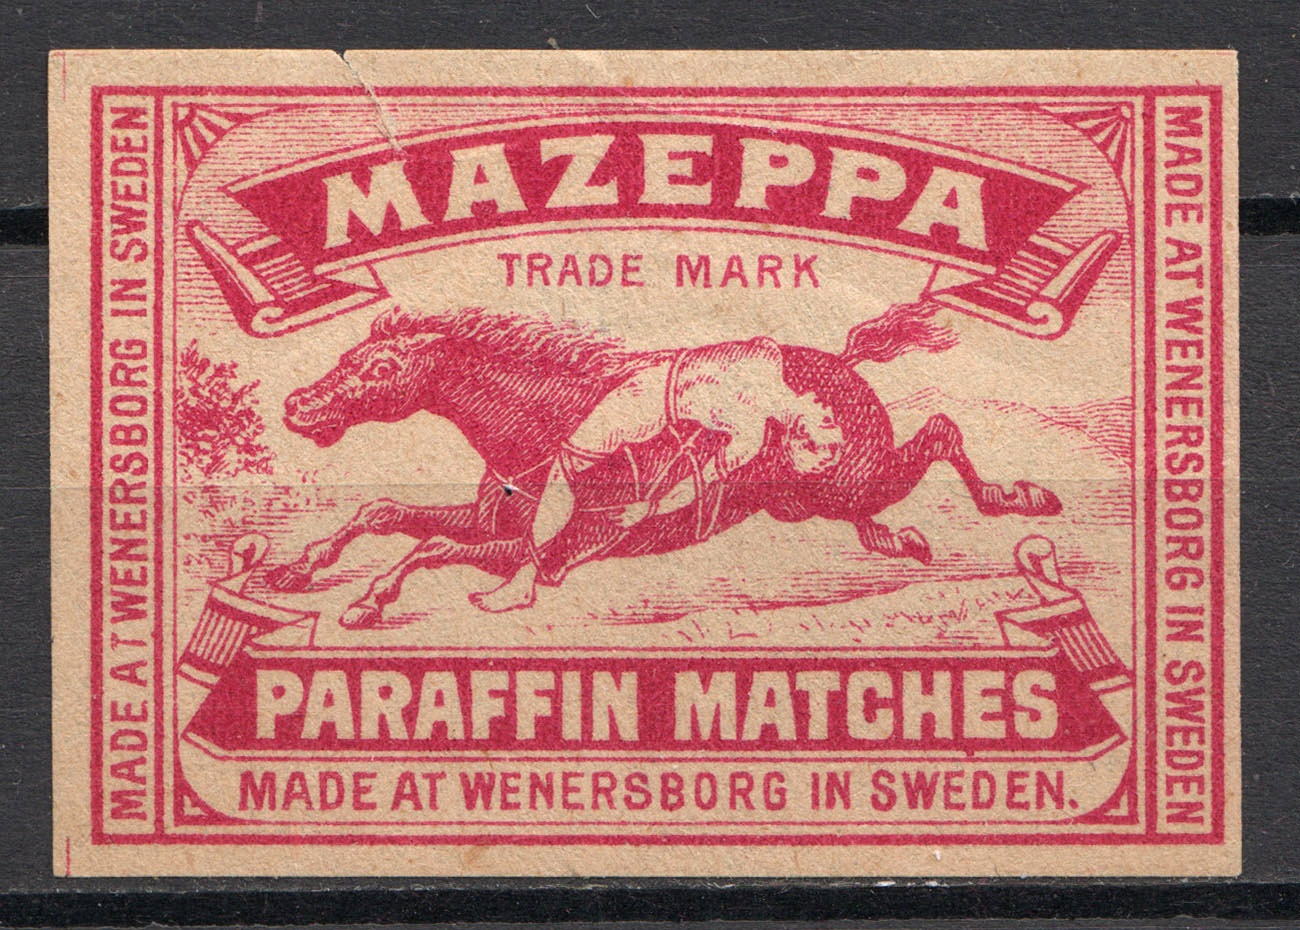 MAZEPPA
TRADE MARK
PARAFFIN MATCHES
MADE AT WENERSBORG IN SWEDEN.
MADE AT WENERSBORG IN SWEDEN
MADE AT WENERSBORG IN SWEDEN